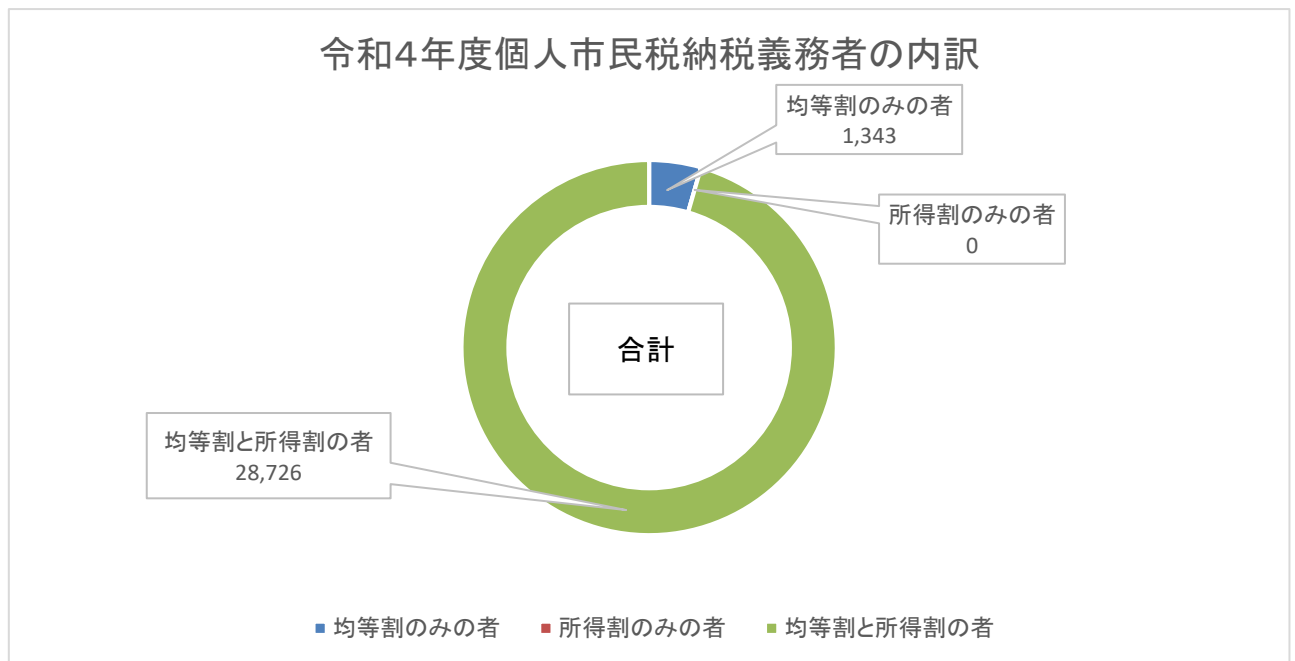 令和４年度個人市民税納税義務者の内訳
均等割のみの者
1,343
所得割のみの者
0
合計
均等割と所得割の者
28,726
均等割のみの者
所得割のみの者
均等割と所得割の者